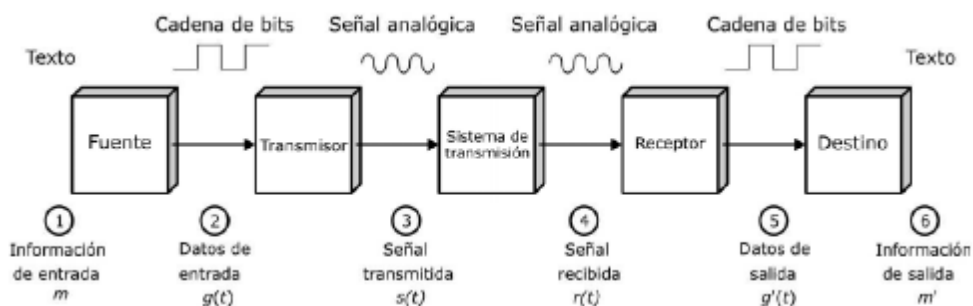 Cadena de bits
Señal analógica
Señal analógica
Cadena de bits
Texto
Texto
Fuente
Transmisor
Sistema de
transmisión
Receptor
Destino
1
2
3
4
5
6
Información
de entrada
m
Datos de
entrada
g(t)
Señal
transmitida
s(t)
Señal
recibida
r(t)
Datos de
salida
g'(t)
Información
de salida
m'